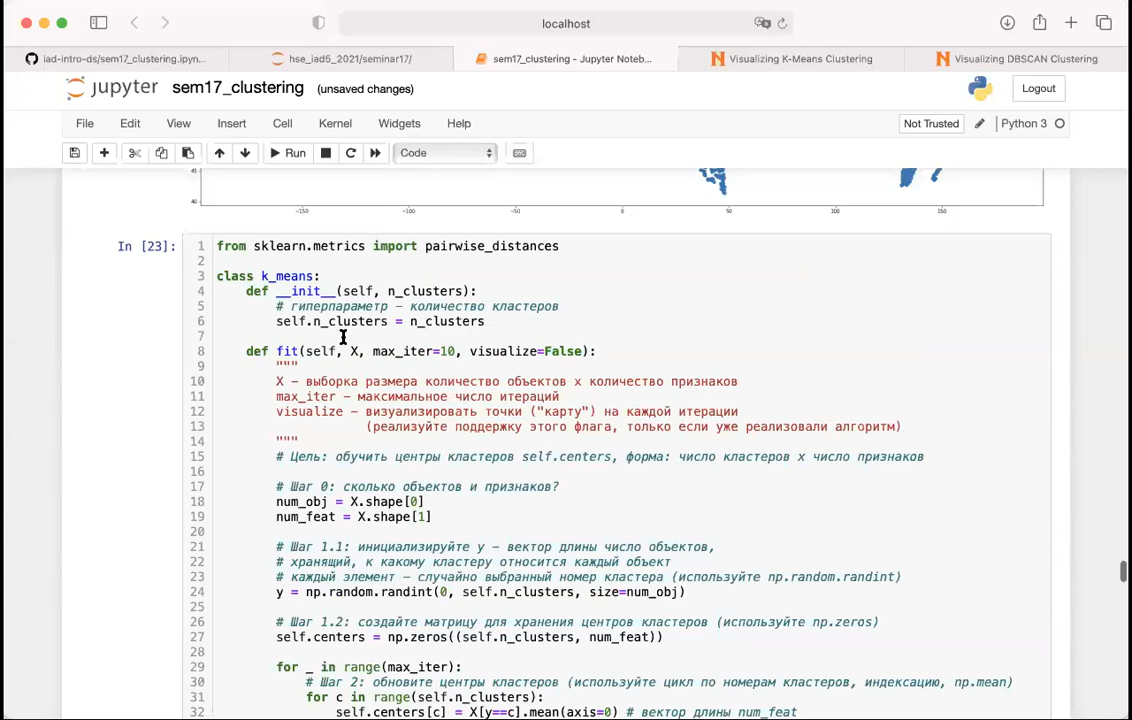 localhost
iad-intro-ds/sem17_clustering.ipyn...
hse_iad5_2021/seminar17/
sem17_clustering - Jupyter Noteb...
Visualizing K-Means Clustering
Visualizing DBSCAN Clustering
jupyter sem17_clustering (unsaved changes)
Logout
File Edit View Insert Cell Kernel Widgets Help
Not Trusted
Python 3
Run
Code
45
40
-150 -100 -50 0 50 100 150
In [23]:
1 from sklearn.metrics import pairwise_distances
2
3 class k_means:
4 def __init__(self, n_clusters):
5 # гиперпараметр – количество кластеров
6 self.n_clusters = n_clusters
7
8 def fit(self, X, max_iter=10, visualize=False):
9 """
10 X – выборка размера количество объектов x количество признаков
11 max_iter – максимальное число итераций
12 visualize – визуализировать точки ("карту") на каждой итерации
13 (реализуйте поддержку этого флага, только если уже реализовали алгоритм)
14 """
15 # Цель: обучить центры кластеров self.centers, форма: число кластеров x число признаков
16
17 # Шаг 0: сколько объектов и признаков?
18 num_obj = X.shape[0]
19 num_feat = X.shape[1]
20
21 # Шаг 1.1: инициализируйте y – вектор длины число объектов,
22 # хранящий, к какому кластеру относится каждый объект
23 # каждый элемент – случайно выбранный номер кластера (используйте np.random.randint)
24 y = np.random.randint(0, self.n_clusters, size=num_obj)
25
26 # Шаг 1.2: создайте матрицу для хранения центров кластеров (используйте np.zeros)
27 self.centers = np.zeros((self.n_clusters, num_feat))
28
29 for _ in range(max_iter):
30 # Шаг 2: обновите центры кластеров (используйте цикл по номерам кластеров, индексацию, np.mean)
31 for c in range(self.n_clusters):
32 self.centers[c] = X[y==c].mean(axis=0) # вектор длины num_feat